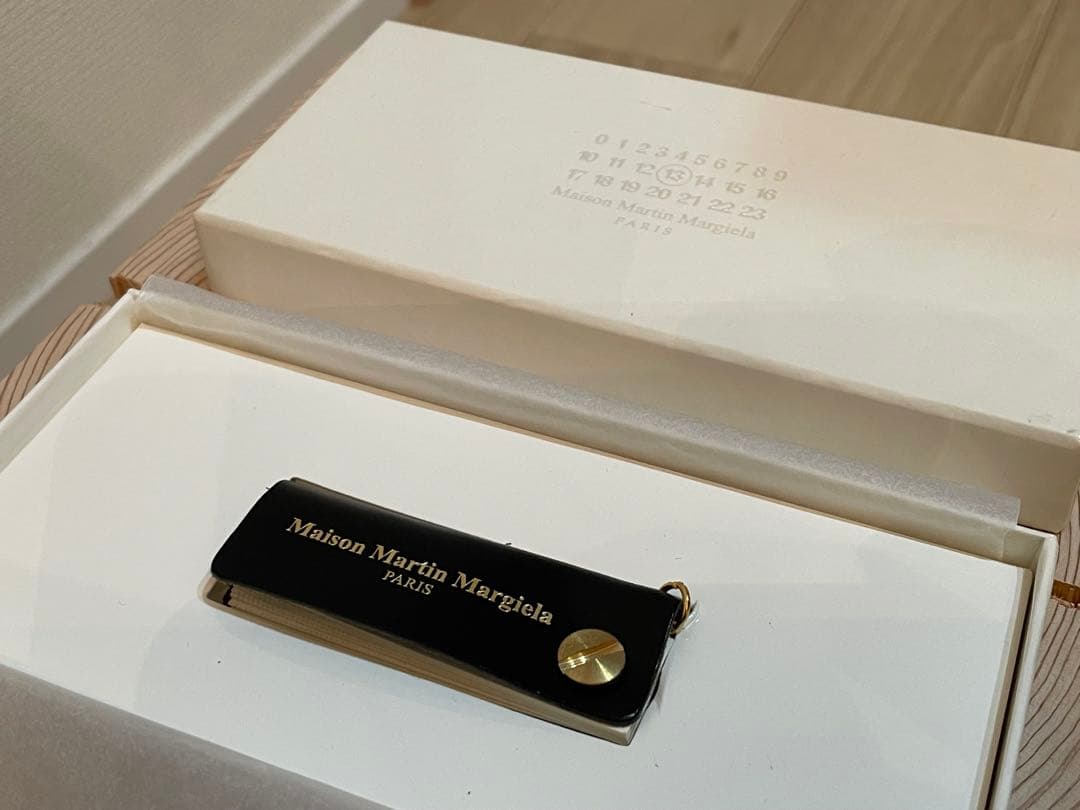 0 1 2 3 4 5 6 7 8 9
10 11 12 13 14 15 16
17 18 19 20 21 22 23
Maison Martin Margiela
PARIS
Maison Martin Margiela
PARIS